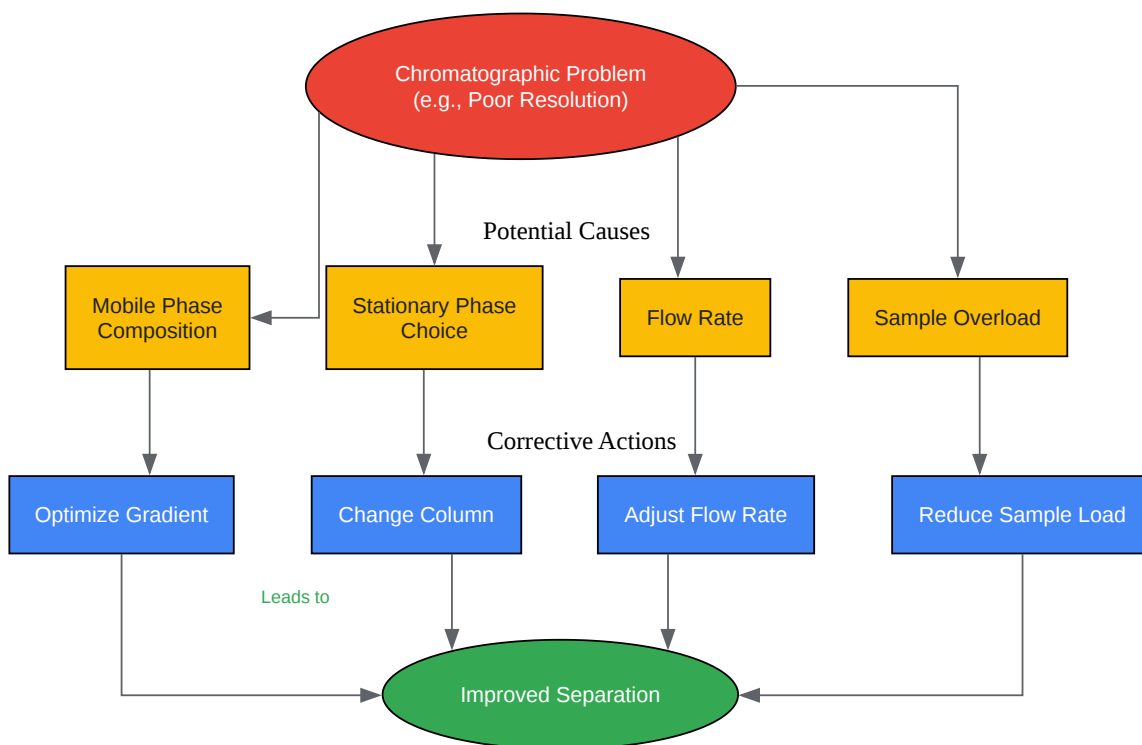 Chromatographic Problem
(e.g., Poor Resolution)
Potential Causes
Mobile Phase
Composition
Stationary Phase
Choice
Flow Rate
Sample Overload
Corrective Actions
Optimize Gradient
Change Column
Adjust Flow Rate
Reduce Sample Load
Leads to
Improved Separation